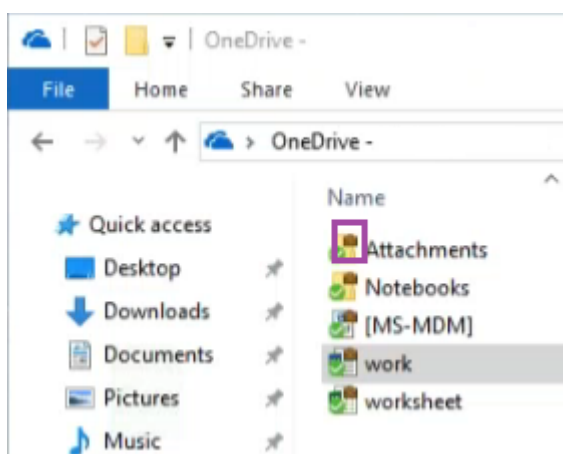 OneDrive -
File Home Share View
OneDrive -
Name
Quick access
Attachments
Desktop
Notebooks
Downloads
[MS-MDM]
Documents
work
Pictures
worksheet
Music